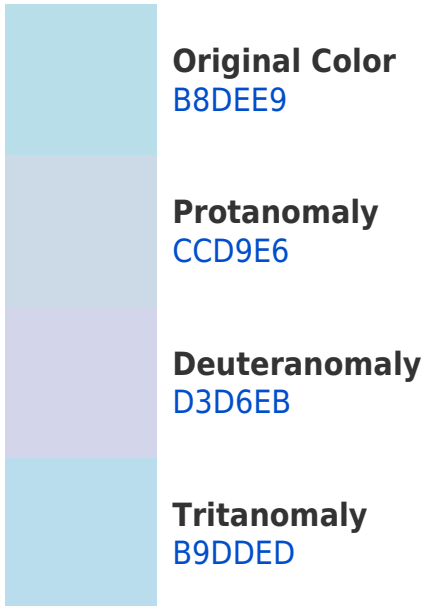 Original Color
B8DEE9
Protanomaly
CCD9E6
Deuteranomaly
D3D6EB
Tritanomaly
B9DDED